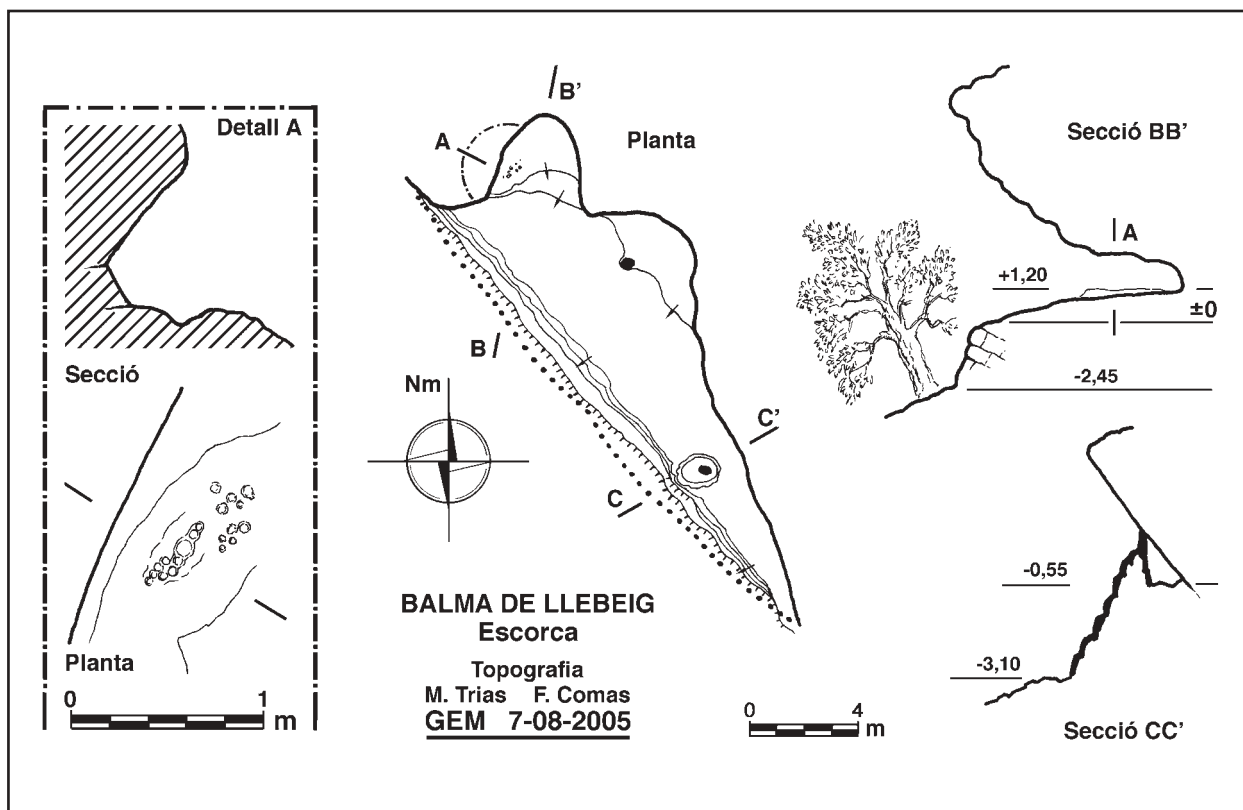 Detall A
Secció
Planta
0 1
m
B'
A
Planta
B
Nm
C'
C
BALMA DE LLEBEIG
Escorca
Topografia
M. Trias F. Comas
GEM 7-08-2005
0 4
m
Secció BB'
A
+1,20
±0
-2,45
-0,55
-3,10
Secció CC'